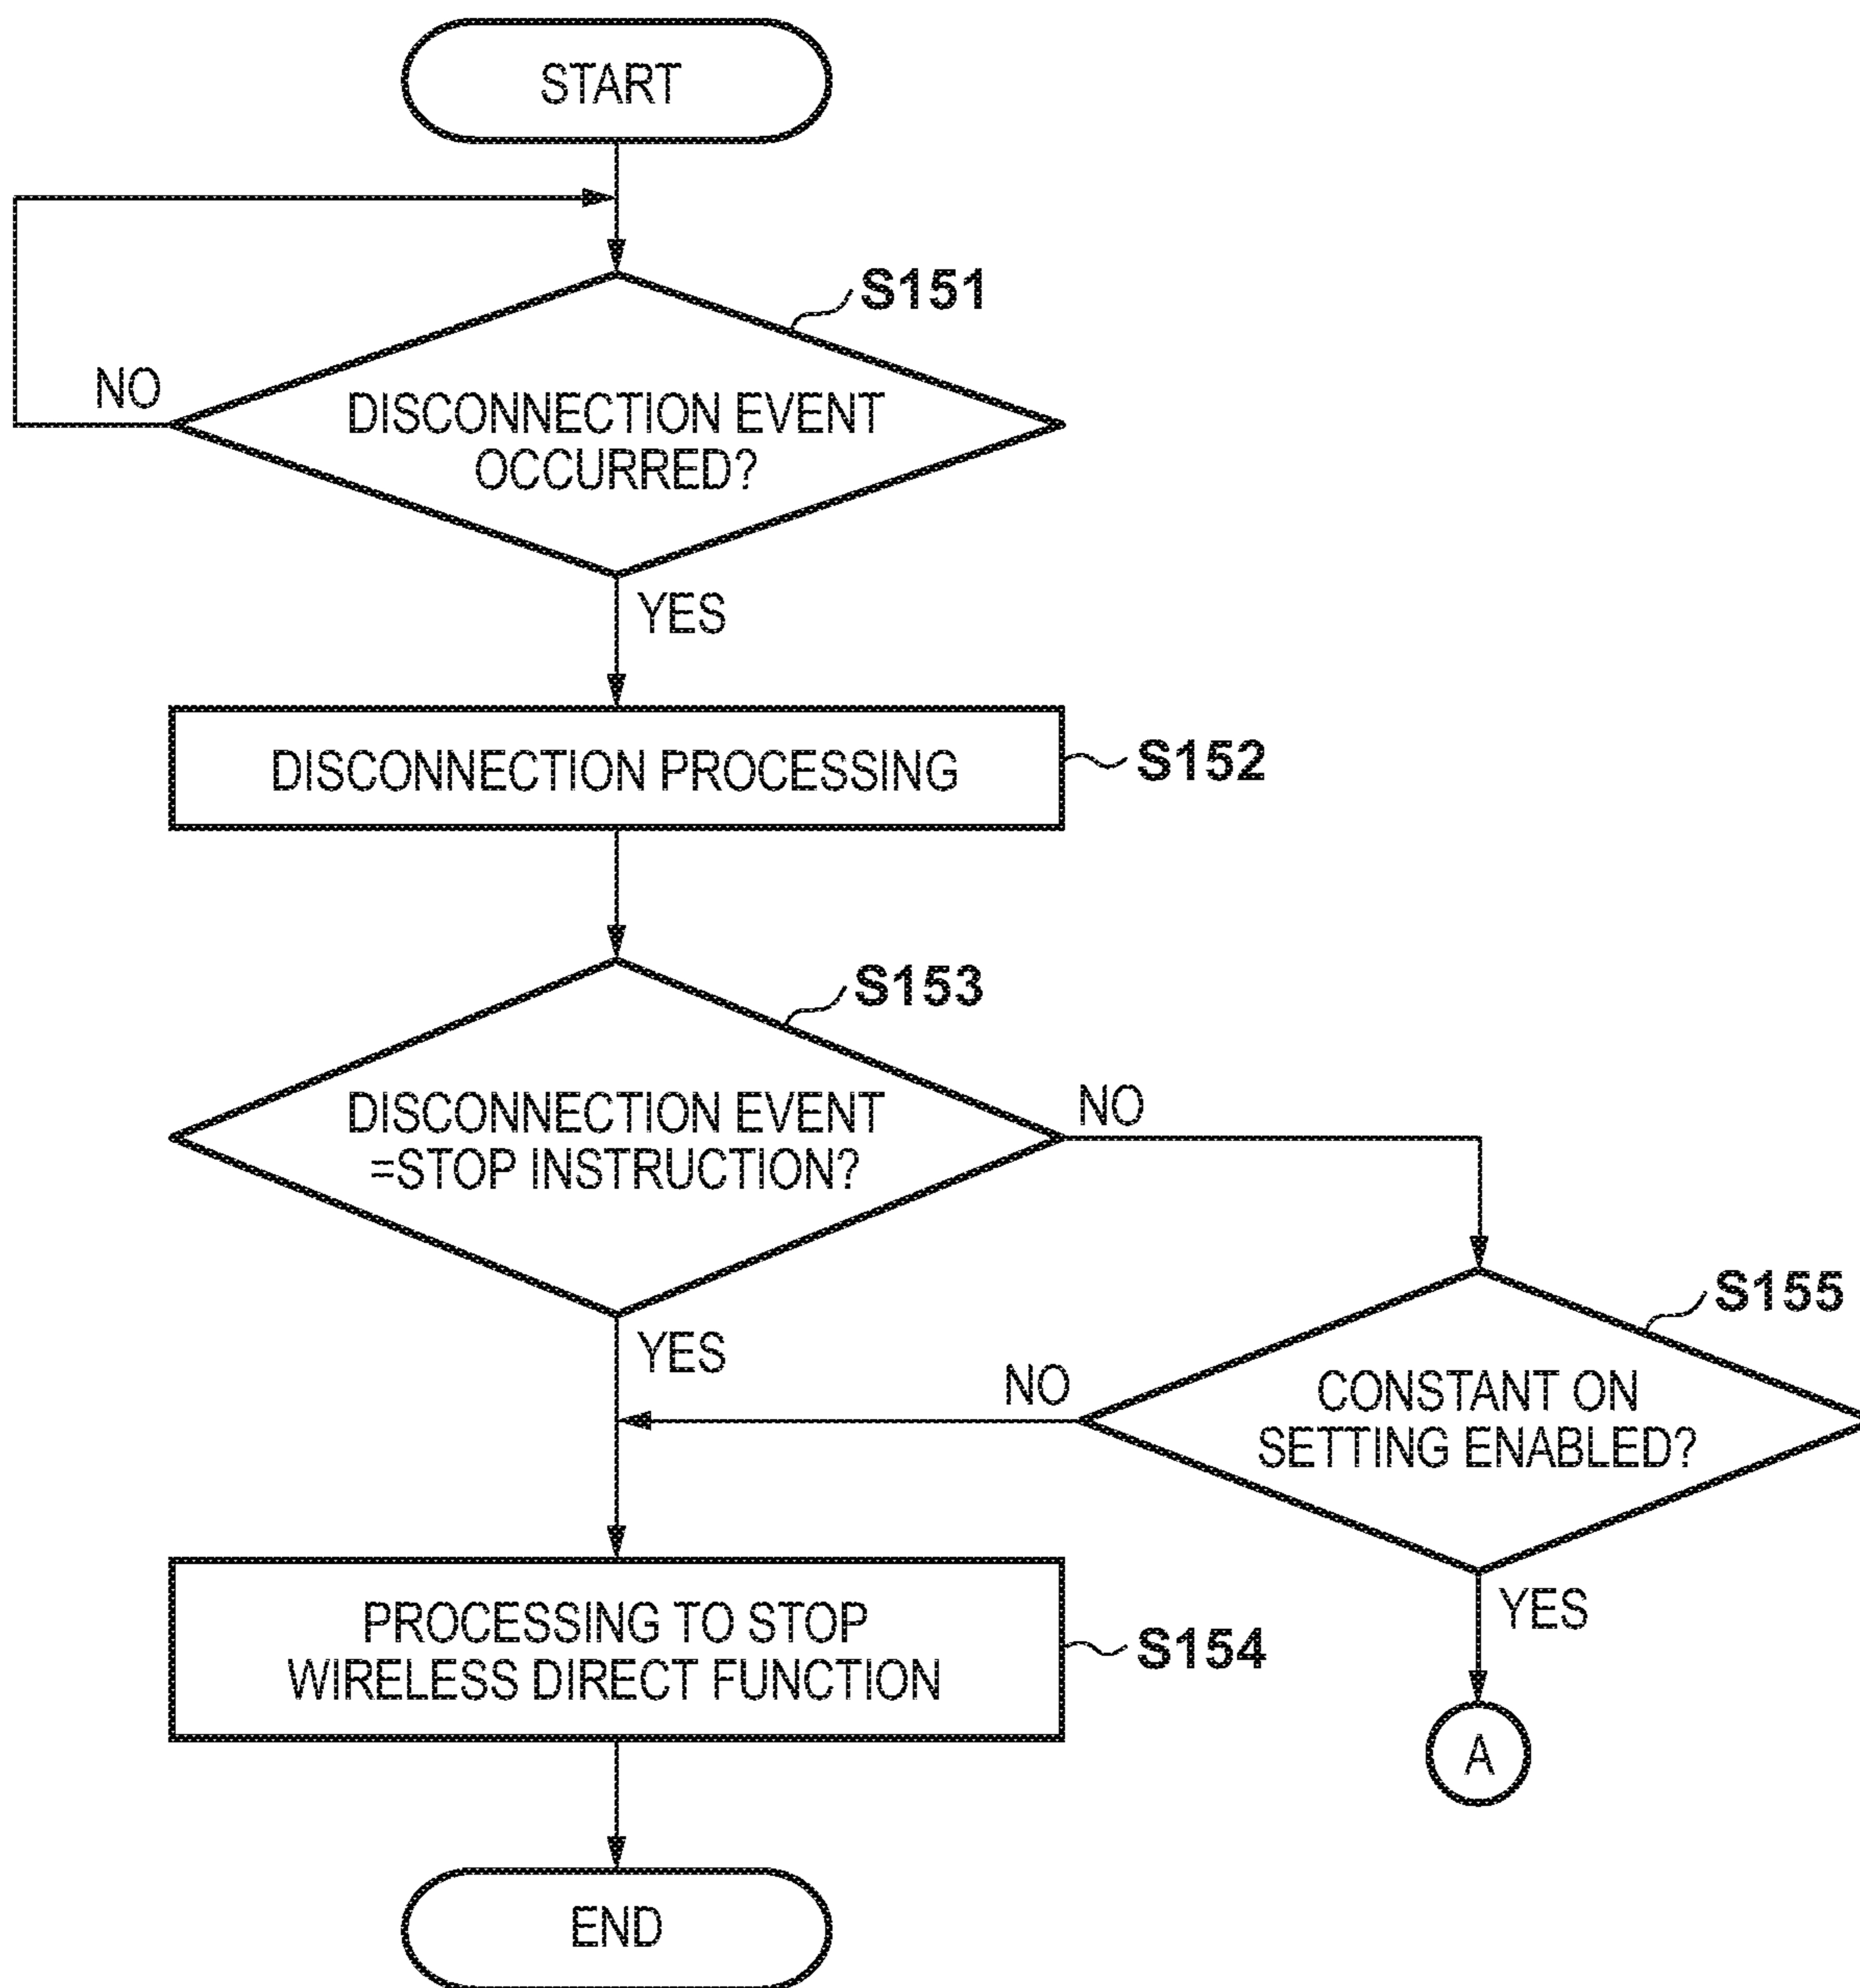 START
S151
NO
DISCONNECTION EVENT
OCCURRED?
YES
DISCONNECTION PROCESSING
S152
S153
DISCONNECTION EVENT
=STOP INSTRUCTION?
NO
YES
S155
NO
CONSTANT ON
SETTING ENABLED?
YES
PROCESSING TO STOP
WIRELESS DIRECT FUNCTION
S154
A
END